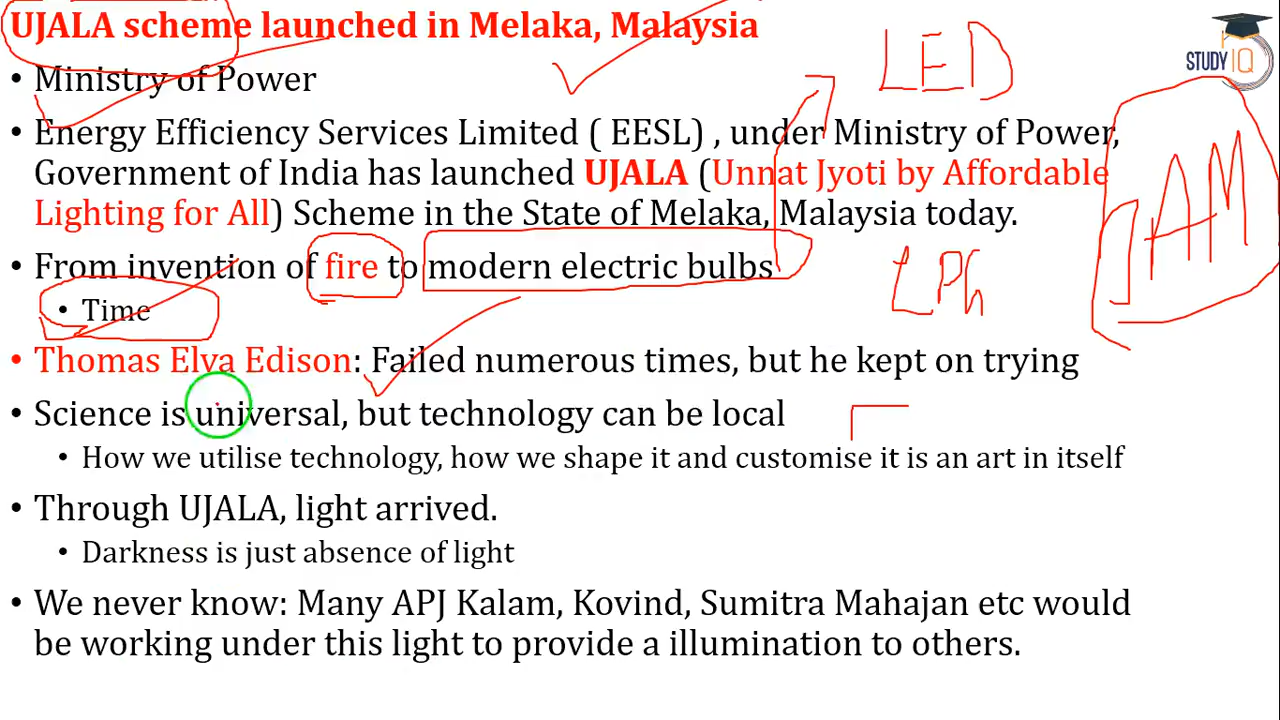 UJALA scheme launched in Melaka, Malaysia
LED
STUDY IQ
• Ministry of Power
• Energy Efficiency Services Limited ( EESL) , under Ministry of Power,
Government of India has launched UJALA (Unnat Jyoti by Affordable
Lighting for All) Scheme in the State of Melaka, Malaysia today.
JAM
• From invention of fire to modern electric bulbs
• Time
• Thomas Elva Edison: Failed numerous times, but he kept on trying
• Science is universal, but technology can be local
• How we utilise technology, how we shape it and customise it is an art in itself
• Through UJALA, light arrived.
• Darkness is just absence of light
• We never know: Many APJ Kalam, Kovind, Sumitra Mahajan etc would
be working under this light to provide a illumination to others.